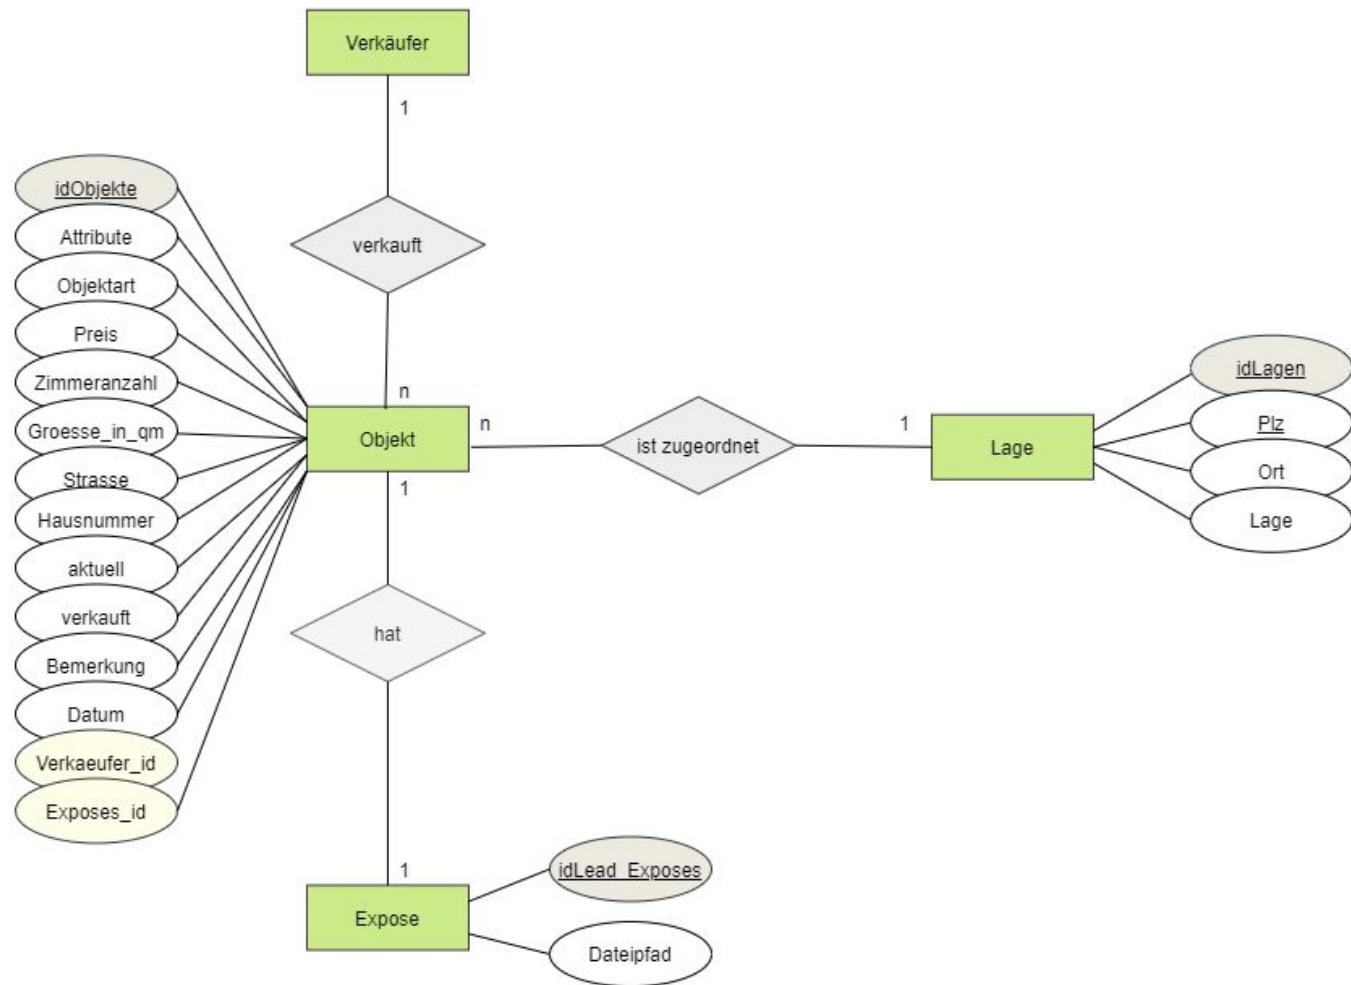 Verkäufer
1
verkauft
n
idObjekte
Attribute
Objektart
Preis
Zimmeranzahl
Groesse_in_qm
Strasse
Hausnummer
aktuell
verkauft
Bemerkung
Datum
Verkaeufer_id
Exposes_id
Objekt
n
ist zugeordnet
1
Lage
idLagen
Plz
Ort
Lage
1
hat
1
Expose
idLead_Exposes
Dateipfad